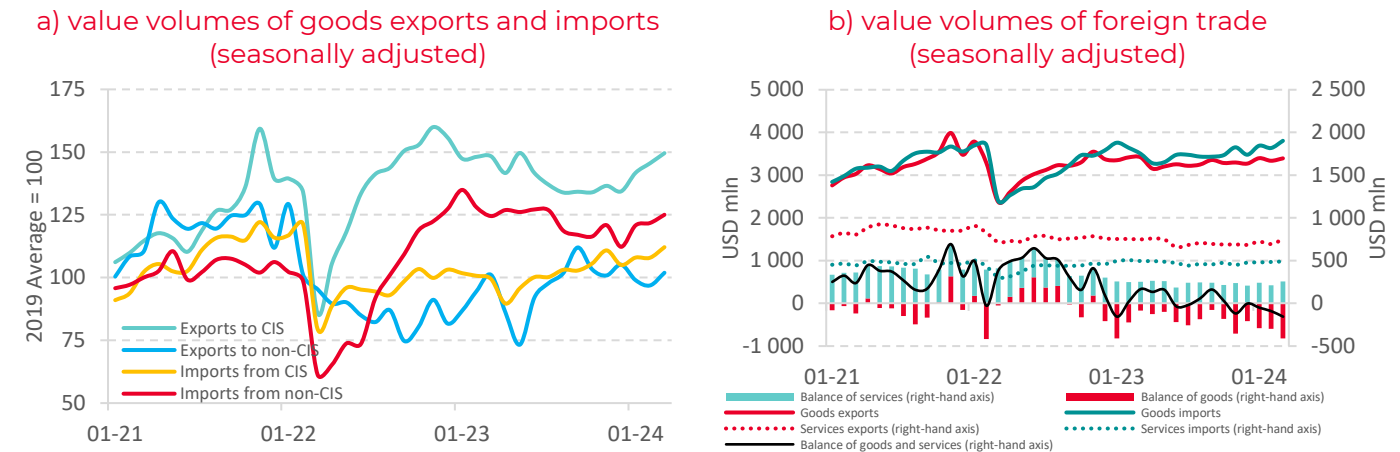 a) value volumes of goods exports and imports
(seasonally adjusted)
175
150
125
100
75
50
2019 Average = 100
Exports to CIS
Exports to non-CIS
Imports from CIS
Imports from non-CIS
01-21
01-22
01-23
01-24
b) value volumes of foreign trade
(seasonally adjusted)
5 000
4 000
3 000
2 000
1 000
0
-1 000
USD mln
2 500
2 000
1 500
1 000
500
0
-500
USD mln
01-21
01-22
01-23
01-24
Balance of services (right-hand axis)
Balance of goods (right-hand axis)
Goods exports
Goods imports
Services exports (right-hand axis)
Services imports (right-hand axis)
Balance of goods and services (right-hand axis)